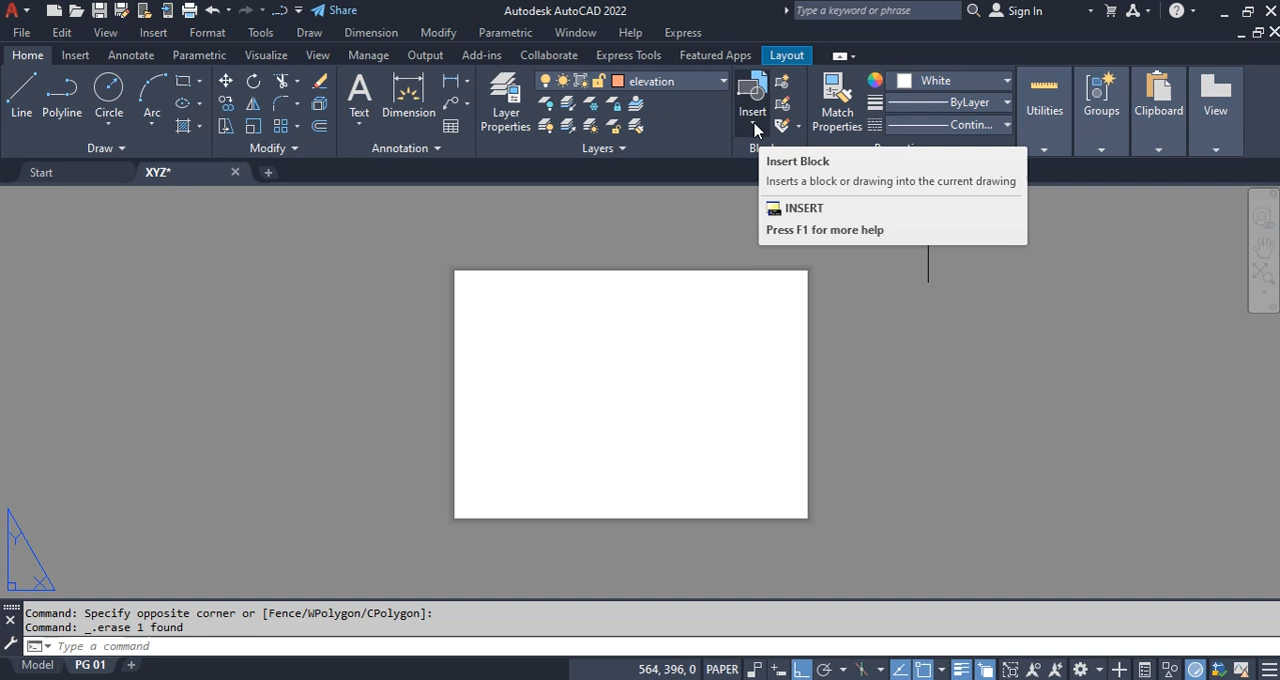 Share
Autodesk AutoCAD 2022
Type a keyword or phrase
Sign In
File Edit View Insert Format Tools Draw Dimension Modify Parametric Window Help Express
Home Insert Annotate Parametric Visualize View Manage Output Add-ins Collaborate Express Tools Featured Apps Layout
elevation
White
ByLayer
Contin...
Line Polyline Circle Arc Text Dimension Layer Properties Insert Match Properties Utilities Groups Clipboard View
Draw Modify Annotation Layers
Start XYZ*
Insert Block
Inserts a block or drawing into the current drawing
INSERT
Press F1 for more help
Y
X
Command: Specify opposite corner or [Fence/WPolygon/CPolygon]:
Command: _.erase 1 found
Type a command
Model PG 01
564, 396, 0 PAPER